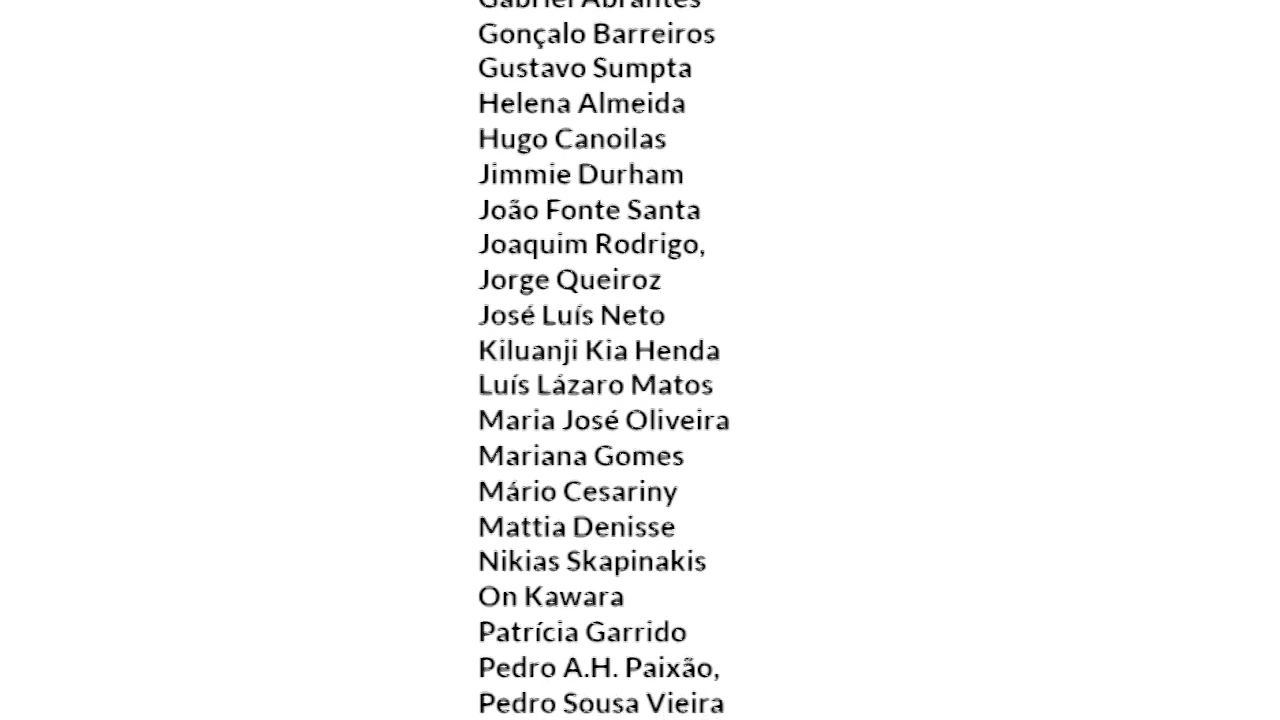 Gabriel Abrantes
Gonçalo Barreiros
Gustavo Sumpta
Helena Almeida
Hugo Canoilas
Jimmie Durham
João Fonte Santa
Joaquim Rodrigo,
Jorge Queiroz
José Luís Neto
Kiluanji Kia Henda
Luís Lázaro Matos
Maria José Oliveira
Mariana Gomes
Mário Cesariny
Mattia Denisse
Nikias Skapinakis
On Kawara
Patrícia Garrido
Pedro A.H. Paixão,
Pedro Sousa Vieira